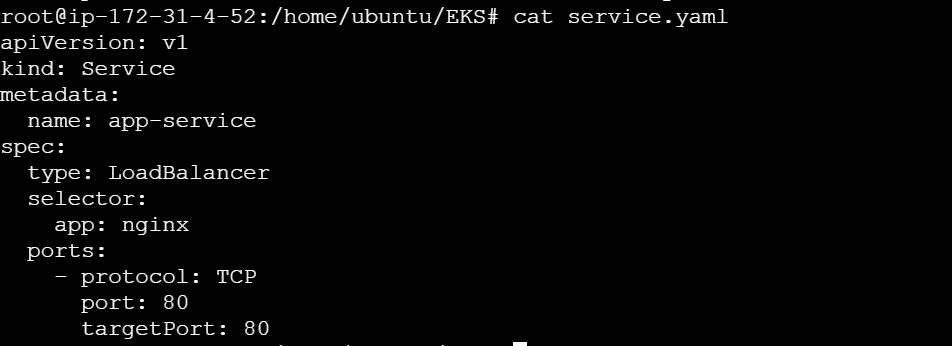 root@ip-172-31-4-52:/home/ubuntu/EKS# cat service.yaml
apiVersion: v1
kind: Service
metadata:
  name: app-service
spec:
  type: LoadBalancer
  selector:
    app: nginx
  ports:
    - protocol: TCP
      port: 80
      targetPort: 80